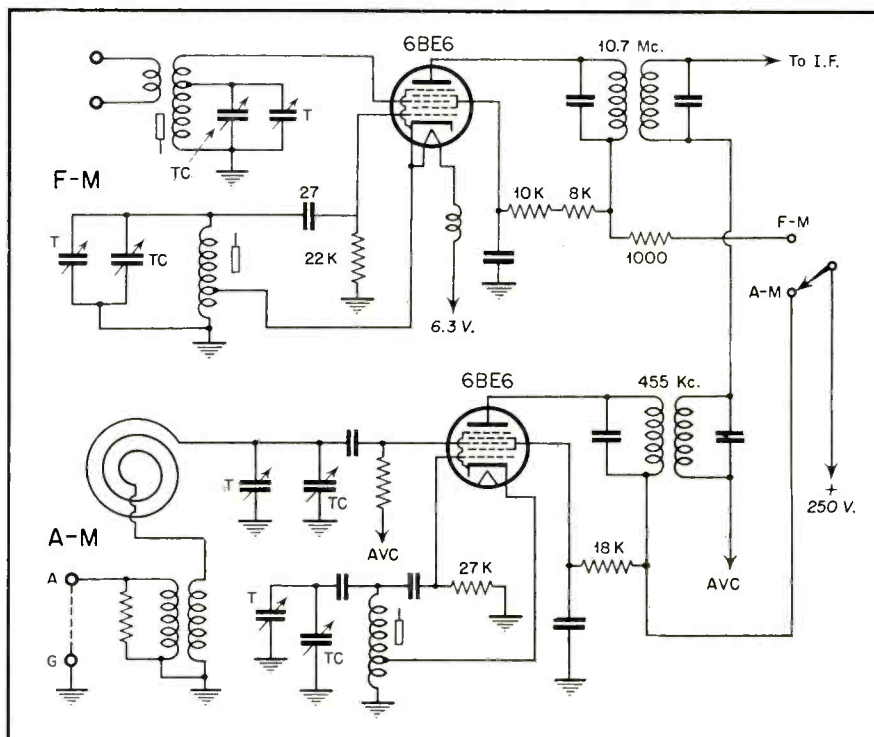 6BE6
10.7 Mc.
To I.F.
T
TC
F-M
27
10 K
8 K
F-M
T
TC
22 K
1000
A-M
6.3 V.
6BE6
455 Kc.
+
250 V.
T
TC
A-M
AVC
18 K
AVC
A
27 K
T
TC
G